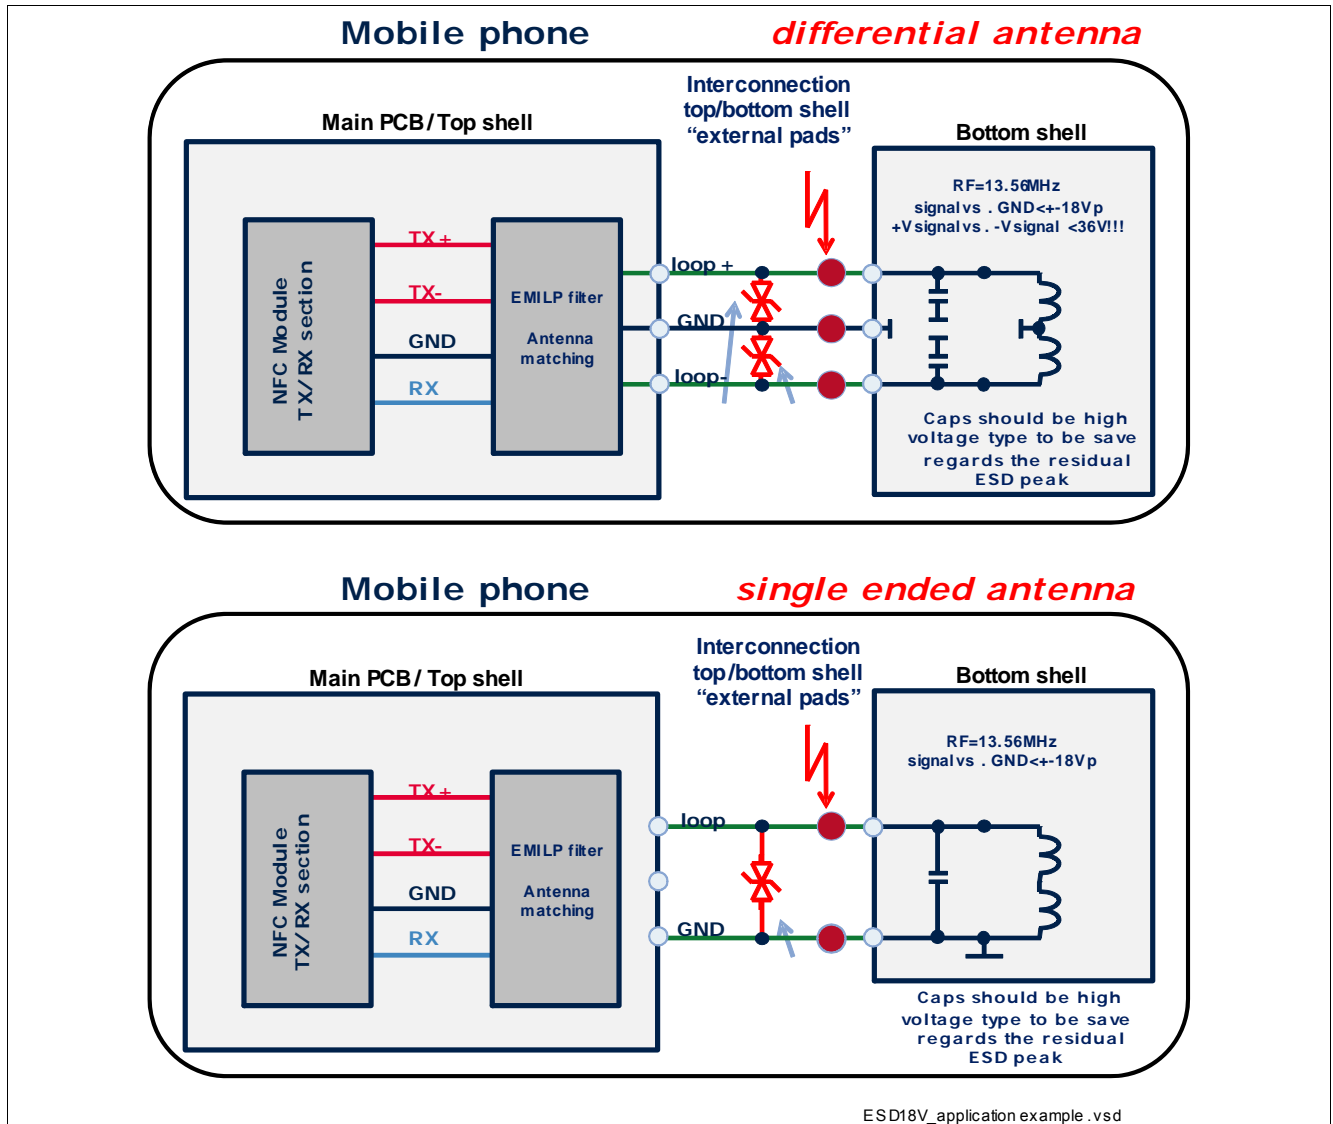 Mobile phone
differential antenna
Interconnection
top/bottom shell
“external pads”
Main PCB/ Top shell
Bottom shell
RF=13.56MHz
signal vs . GND<+-18Vp
+Vsignal vs . -Vsignal <36V!!!
NFC Module
TX/RX section
TX+
TX-
GND
RX
EMILP filter
Antenna
matching
loop +
GND
loop-
Caps should be high
voltage type to be save
regards the residual
ESD peak
Mobile phone
single ended antenna
Interconnection
top/bottom shell
“external pads”
Main PCB/ Top shell
Bottom shell
RF=13.56MHz
signal vs . GND<+-18Vp
NFC Module
TX/RX section
TX+
TX-
GND
RX
EMILP filter
Antenna
matching
loop
GND
Caps should be high
voltage type to be save
regards the residual
ESD peak
ESD18V_application example .vsd